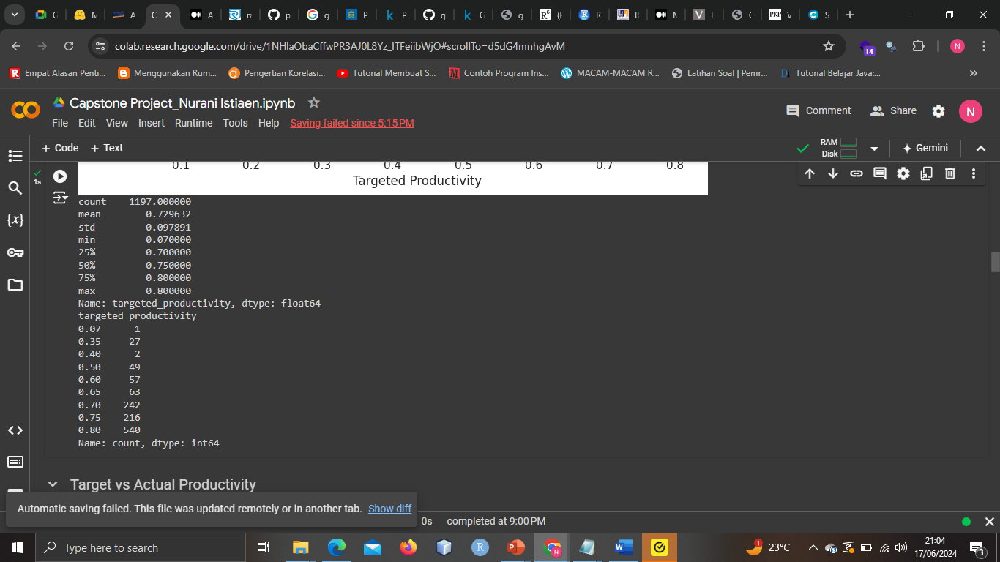 G
M
A
C
A
ra
p
g
P
P
g
G
g
(F
R
R
M
E
G
V
S
colab.research.google.com/drive/1NHlaObaCffwPR3AJ0L8Yz_ITFeiibWjO#scrollTo=d5dG4mnhgAvM
14
N
Empat Alasan Penti...
Menggunakan Rum...
Pengertian Korelasi...
Tutorial Membuat S...
Contoh Program Ins...
MACAM-MACAM R...
Latihan Soal | Pemr...
Tutorial Belajar Java:...
Capstone Project_Nurani Istiaen.ipynb
Comment
Share
N
File Edit View Insert Runtime Tools Help Saving failed since 5:15 PM
+ Code + Text
RAM
Disk
Gemini
0.1 0.2 0.3 0.4 0.5 0.6 0.7 0.8
1s
Targeted Productivity
count 1197.000000
mean 0.729632
std 0.097891
min 0.070000
25% 0.700000
50% 0.750000
75% 0.800000
max 0.800000
Name: targeted_productivity, dtype: float64
targeted_productivity
0.07 1
0.35 27
0.40 2
0.50 49
0.60 57
0.65 63
0.70 242
0.75 216
0.80 540
Name: count, dtype: int64
Target vs Actual Productivity
Automatic saving failed. This file was updated remotely or in another tab. Show diff
0s completed at 9:00 PM
Type here to search
23°C
21:04
17/06/2024
3